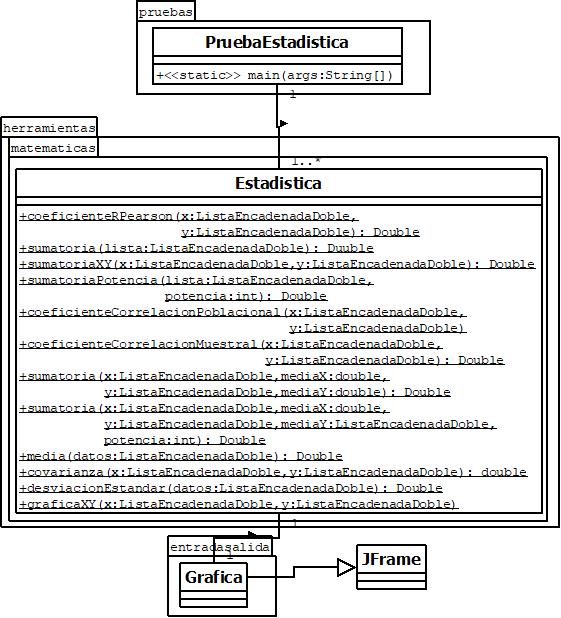 pruebas
PruebaEstadistica
+<<static>> main(args:String[])
1
herramientas
matematicas
1..*
Estadistica
+coeficienteRPearson(x:ListaEncadenadaDoble,
y:ListaEncadenadaDoble): Double
+sumatoria(lista:ListaEncadenadaDoble): Duuble
+sumatoriaXY(x:ListaEncadenadaDoble,y:ListaEncadenadaDoble): Double
+sumatoriaPotencia(lista:ListaEncadenadaDoble,
potencia:int): Double
+coeficienteCorrelacionPoblacional(x:ListaEncadenadaDoble,
y:ListaEncadenadaDoble)
+coeficienteCorrelacionMuestral(x:ListaEncadenadaDoble,
y:ListaEncadenadaDoble): Double
+sumatoria(x:ListaEncadenadaDoble,mediaX:double,
y:ListaEncadenadaDoble,mediaY:double): Double
+sumatoria(x:ListaEncadenadaDoble,mediaX:double,
y:ListaEncadenadaDoble,mediaY:ListaEncadenadaDoble,
potencia:int): Double
+media(datos:ListaEncadenadaDoble): Double
+covarianza(x:ListaEncadenadaDoble,y:ListaEncadenadaDoble): double
+desviacionEstandar(datos:ListaEncadenadaDoble): Double
+graficaXY(x:ListaEncadenadaDoble,y:ListaEncadenadaDoble)
1
entradasalida
1
Grafica
JFrame